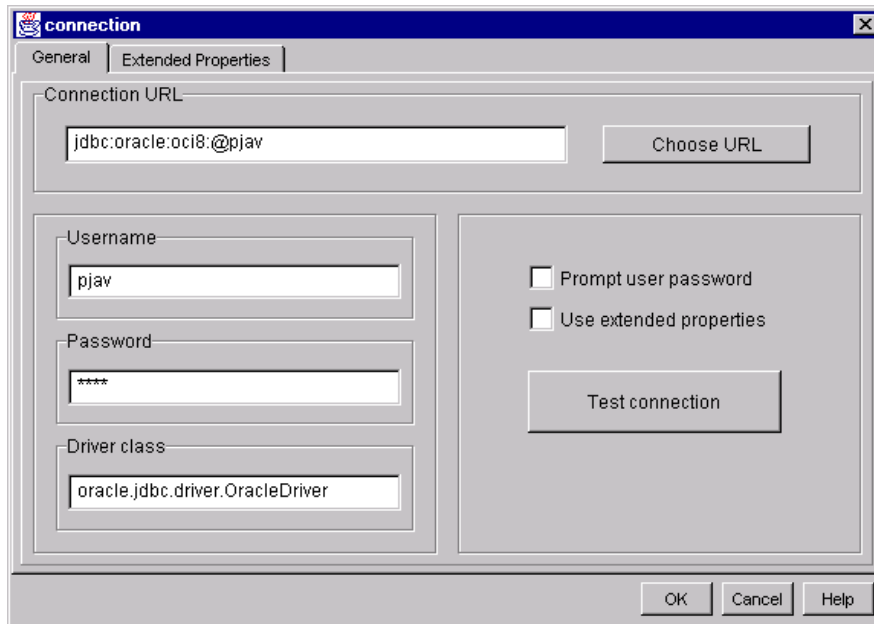 connection
General
Extended Properties
Connection URL
jdbc:oracle:oci8:@pjav
Choose URL
Username
pjav
Password
****
Driver class
oracle.jdbc.driver.OracleDriver
Prompt user password
Use extended properties
Test connection
OK
Cancel
Help